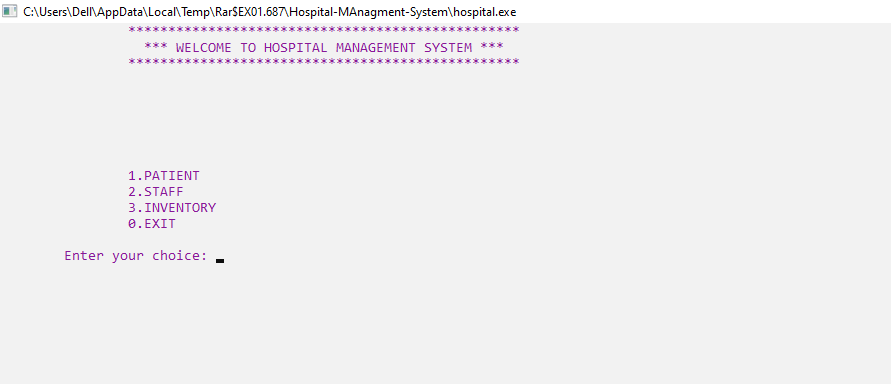 C:\Users\Dell\AppData\Local\Temp\Rar$EX01.687\Hospital-MAnagment-System\hospital.exe
*************************************************
*** WELCOME TO HOSPITAL MANAGEMENT SYSTEM ***
*************************************************
1.PATIENT
2.STAFF
3.INVENTORY
0.EXIT
Enter your choice: